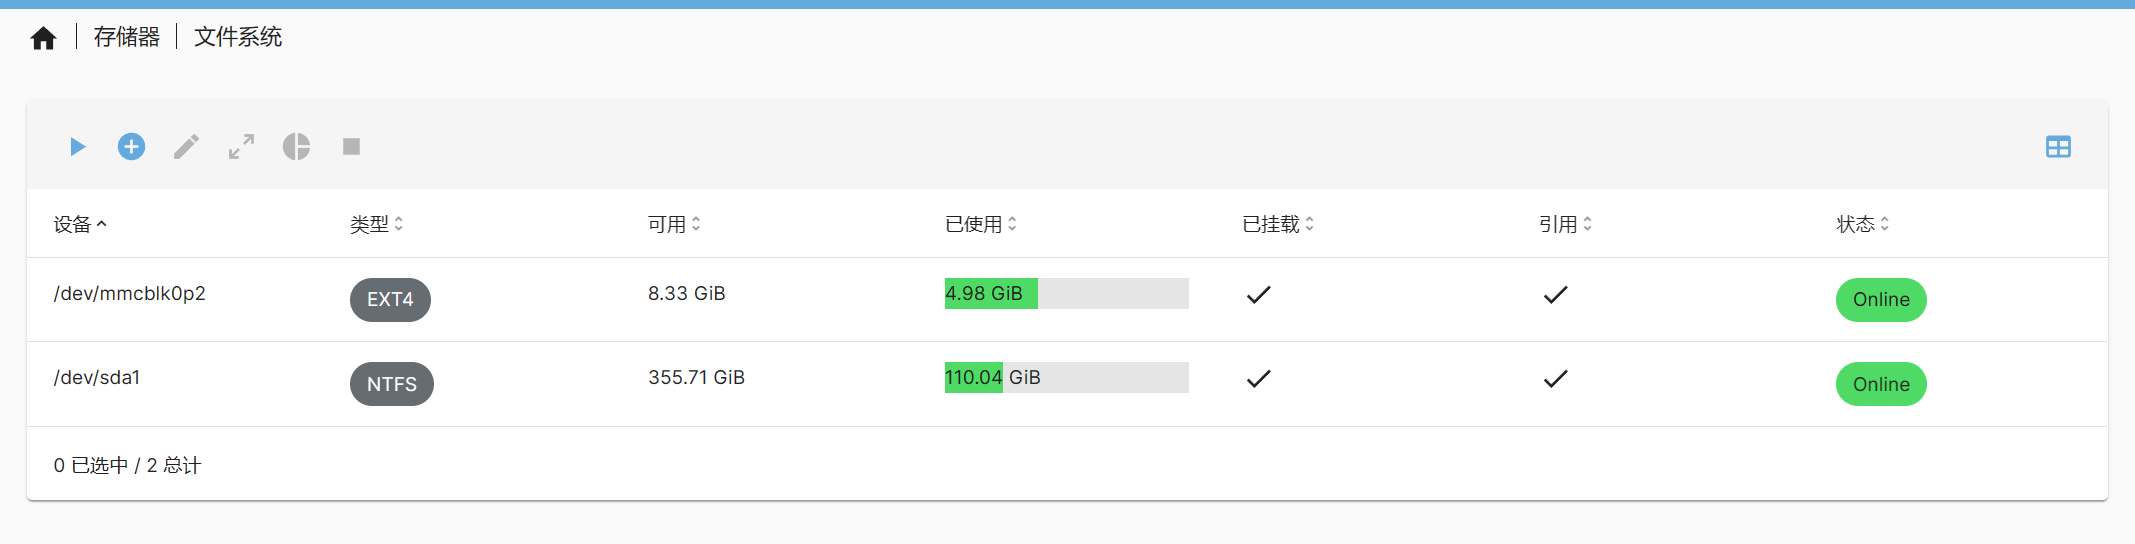 存储器 文件系统
设备 类型 可用 已使用 已挂载 引用 状态
/dev/mmcblk0p2 EXT4 8.33 GiB 4.98 GiB Online
/dev/sda1 NTFS 355.71 GiB 110.04 GiB Online
0 已选中 / 2 总计